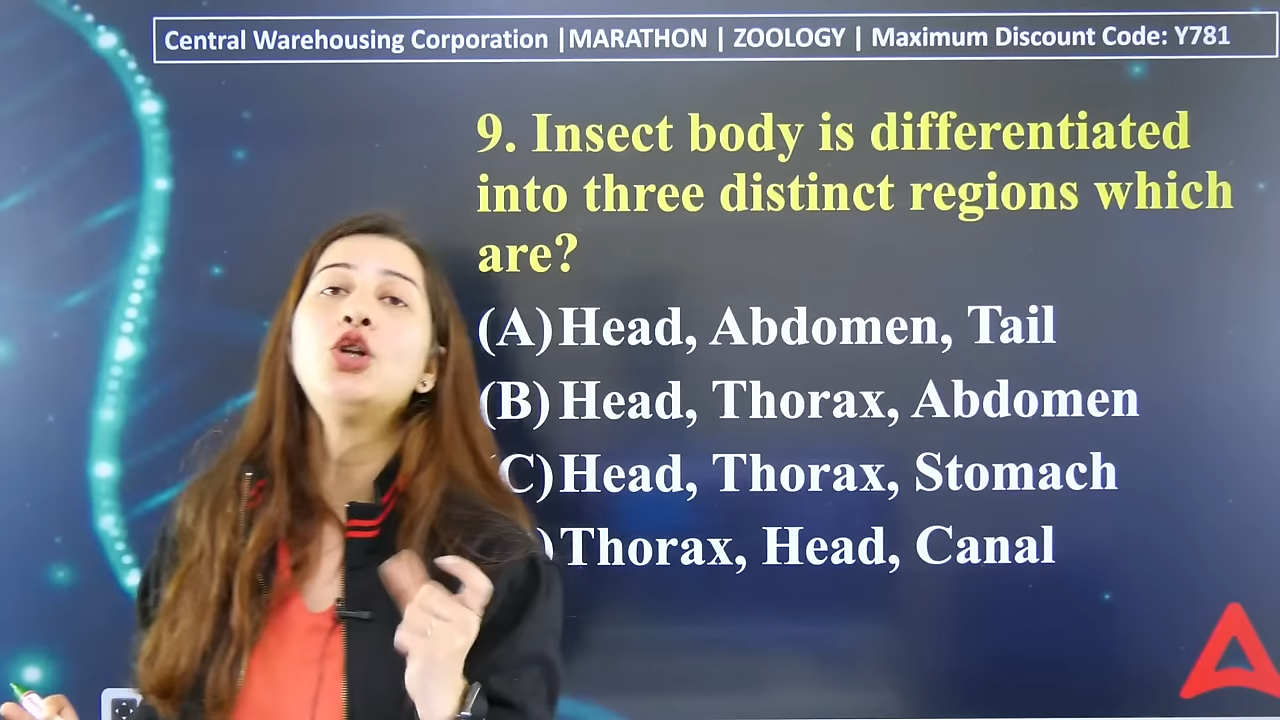 Central Warehousing Corporation |MARATHON | ZOOLOGY | Maximum Discount Code: Y781
9. Insect body is differentiated
into three distinct regions which
are?
(A)Head, Abdomen, Tail
(B)Head, Thorax, Abdomen
C)Head, Thorax, Stomach
)Thorax, Head, Canal